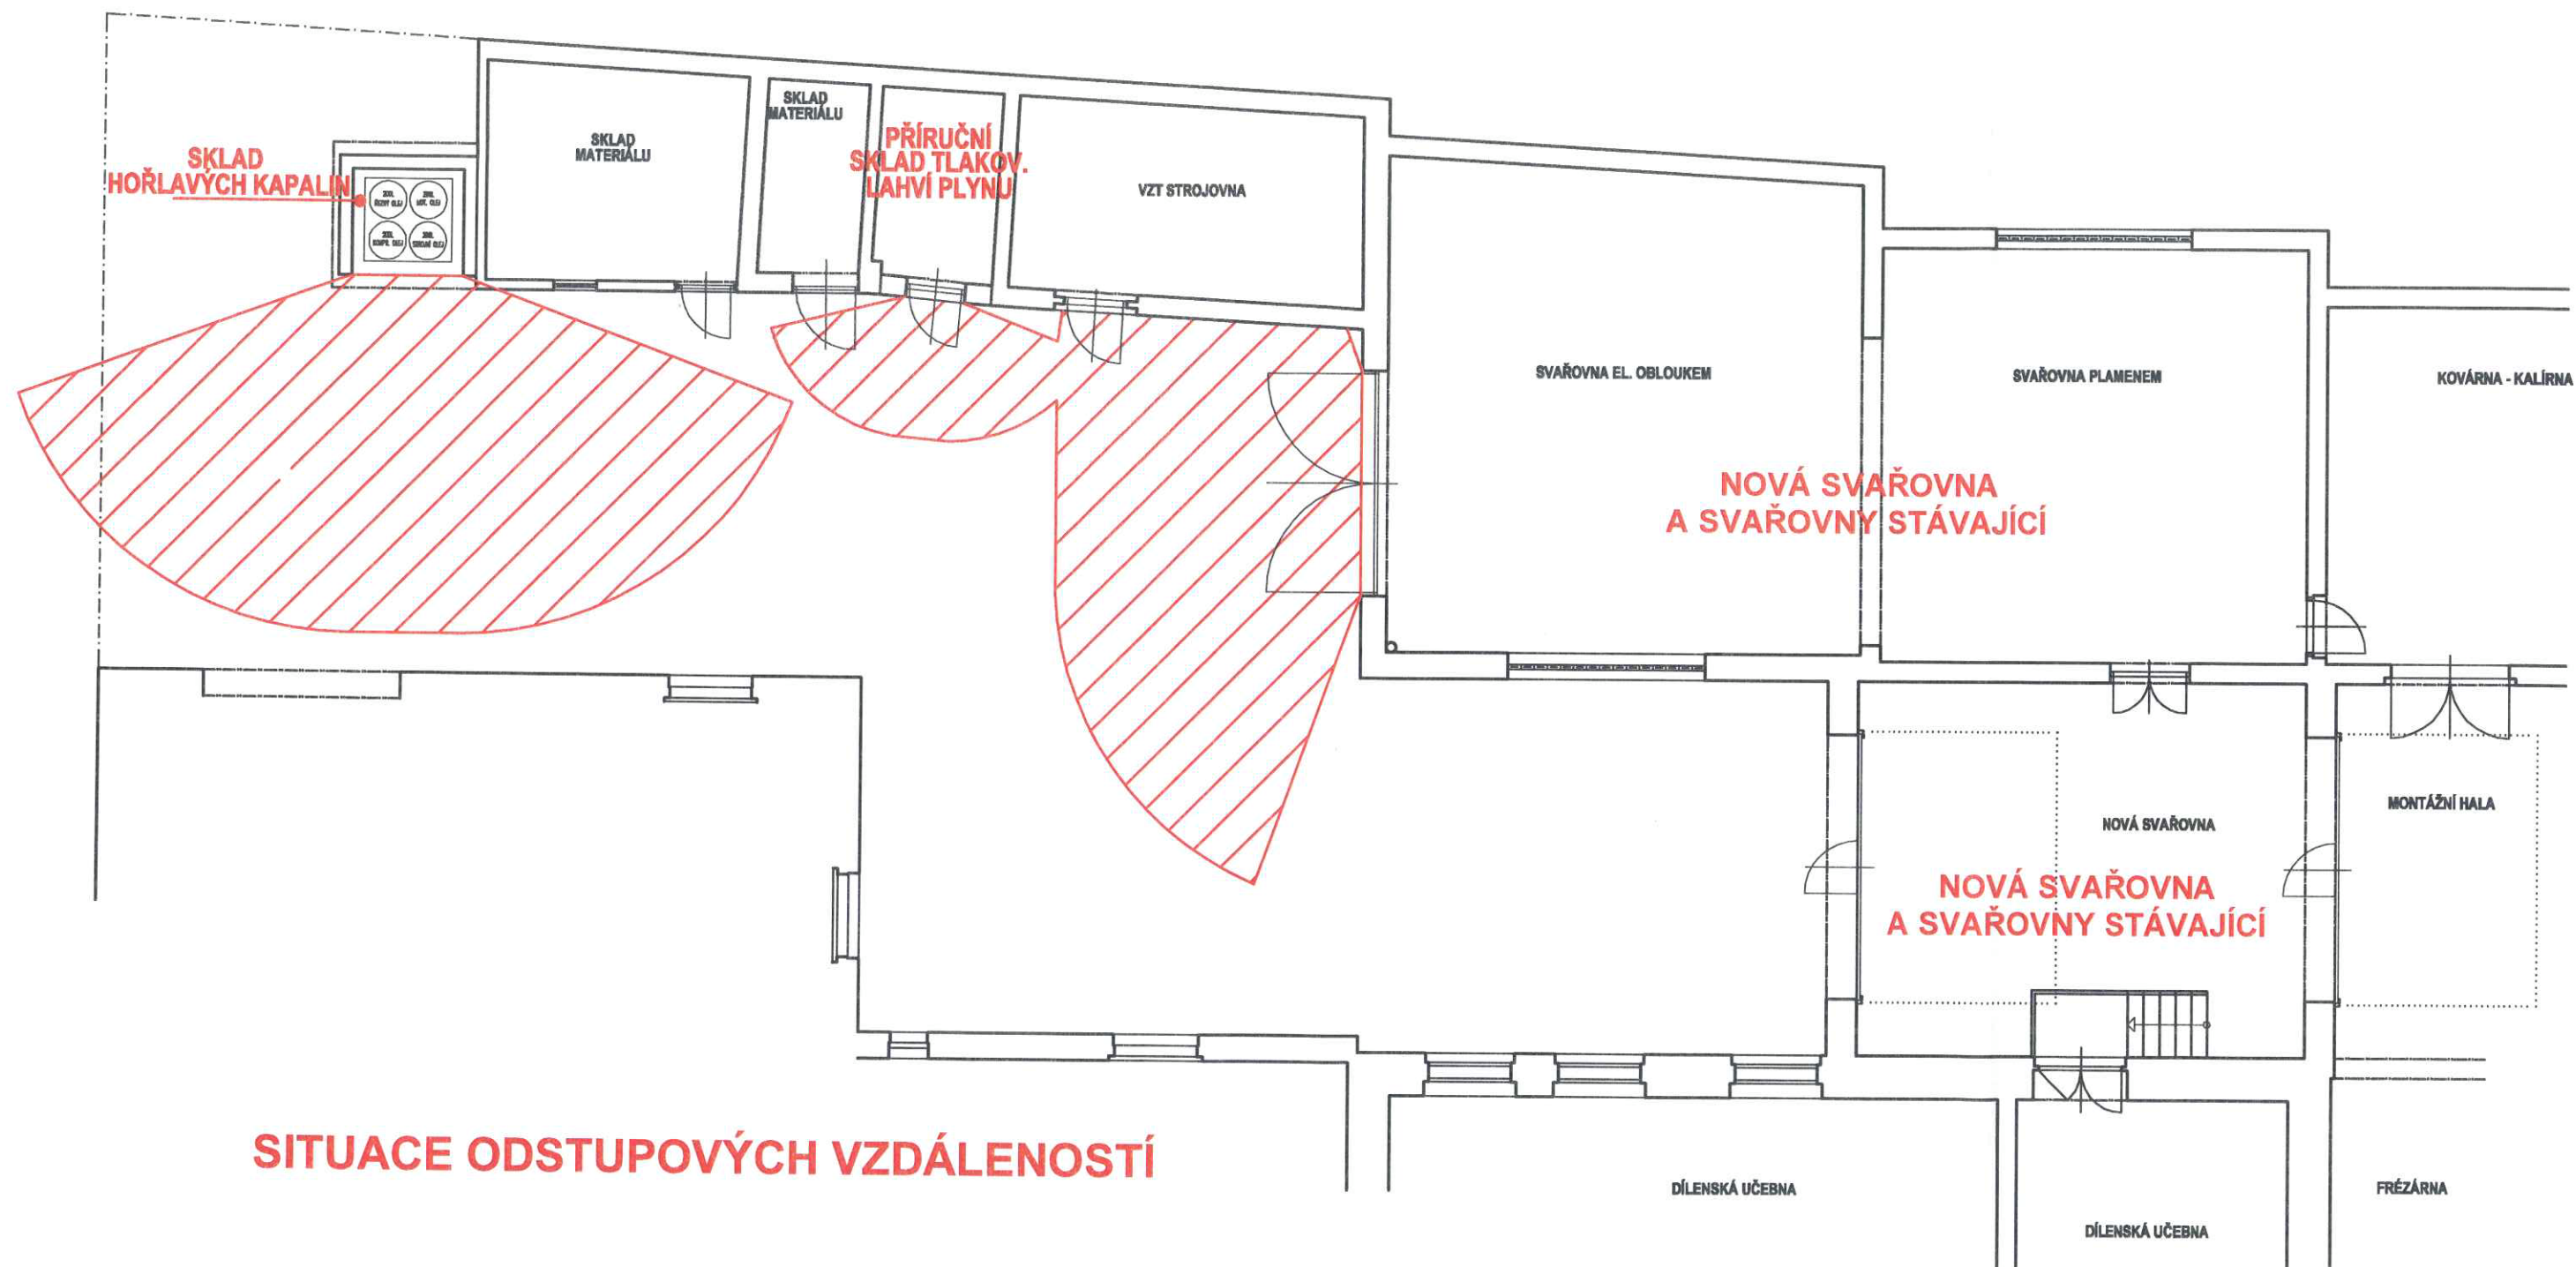 SKLAD
HOŘLAVÝCH KAPALIN
SKLAD
MATERIÁLU
SKLAD
MATERIÁLU
PŘÍRUČNÍ
SKLAD TLAKOV.
LAHVÍ PLYNU
VZT STROJOVNA
SVAŘOVNA EL. OBLOUKEM
SVAŘOVNA PLAMENEM
KOVÁRNA - KALÍRNA
NOVÁ SVAŘOVNA
A SVAŘOVNY STÁVAJÍCÍ
MONTÁŽNÍ HALA
NOVÁ SVAŘOVNA
NOVÁ SVAŘOVNA
A SVAŘOVNY STÁVAJÍCÍ
SITUACE ODSTUPOVÝCH VZDÁLENOSTÍ
DÍLENSKÁ UČEBNA
DÍLENSKÁ UČEBNA
FRÉZÁRNA